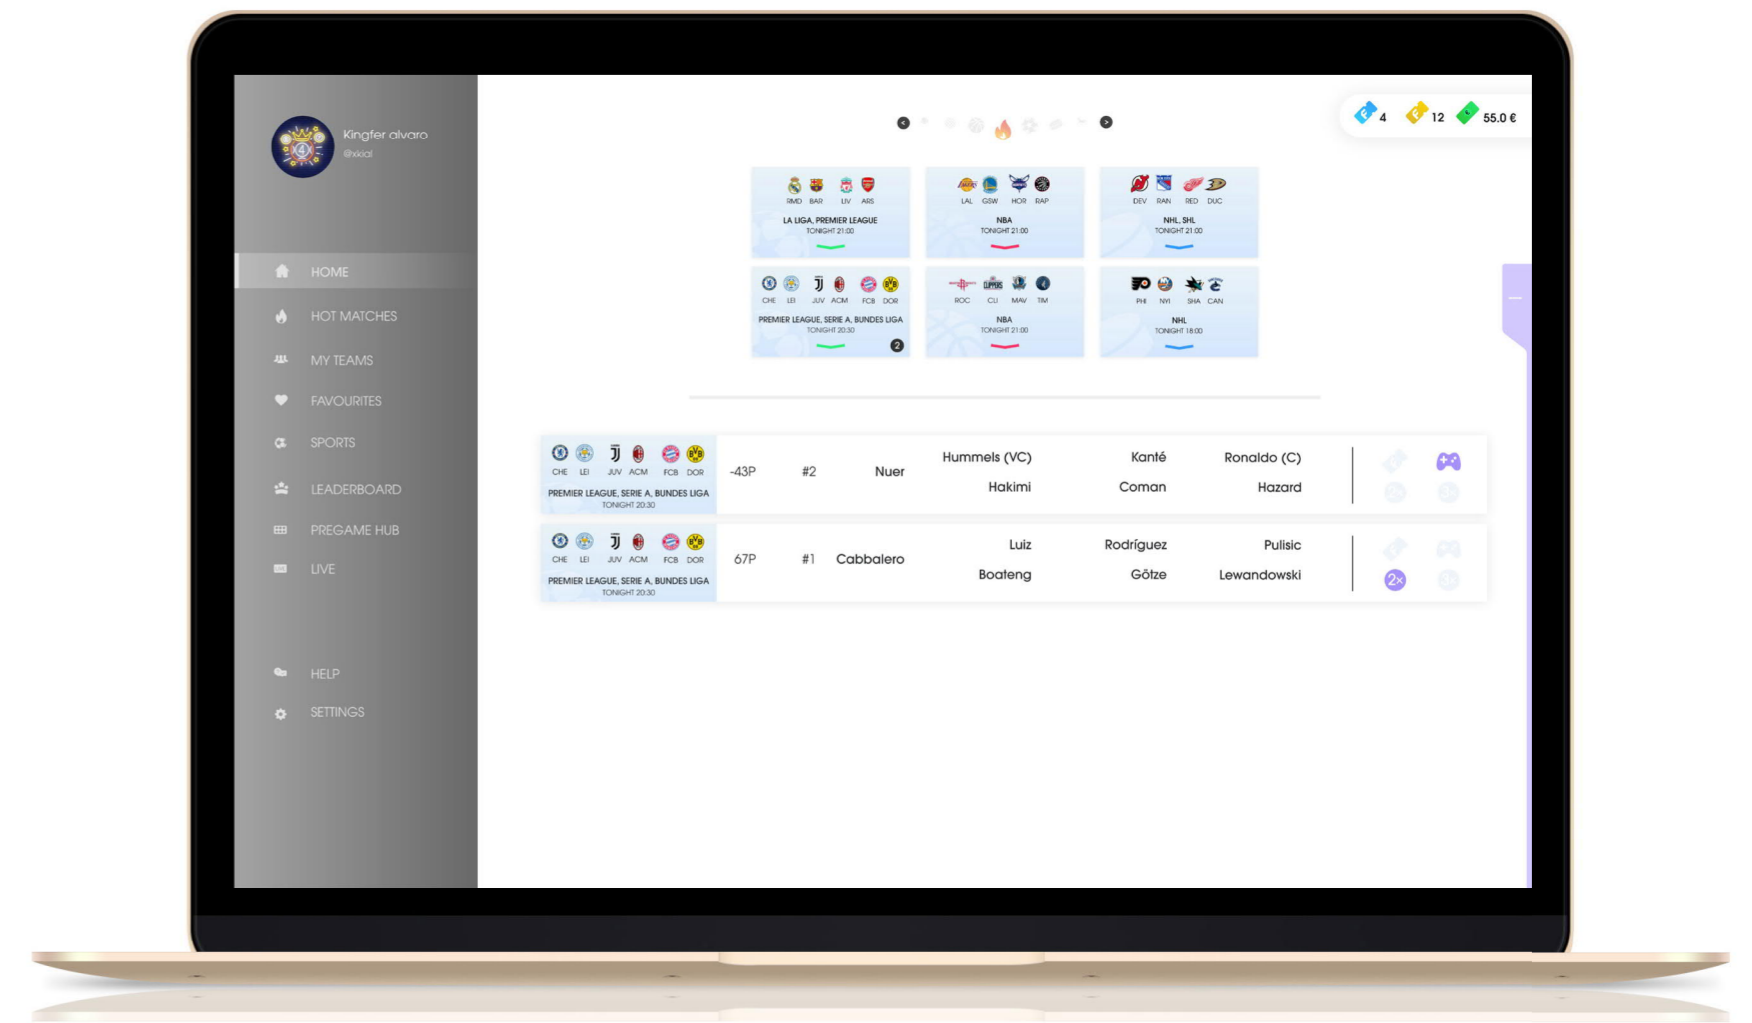 Kingfer alvaro
@xkid
HOME
HOT MATCHES
MY TEAMS
FAVOURITES
SPORTS
LEADERBOARD
PREGAME HUB
LIVE
HELP
SETTINGS
4 12 55.0 €
RMD BAR LIV ARS
LA LIGA, PREMIER LEAGUE
TONIGHT 21:00
LAL GSW HOR RAP
NBA
TONIGHT 21:00
DEV RAN RED DUC
NHL, SHL
TONIGHT 21:00
CHE LEI JUV ACM FCB DOR
PREMIER LEAGUE, SERIE A, BUNDES LIGA
TONIGHT 20:30
2
ROC CLI MAV TIM
NBA
TONIGHT 21:00
PHI NYI SHA CAN
NHL
TONIGHT 18:00
CHE LEI JUV ACM FCB DOR
PREMIER LEAGUE, SERIE A, BUNDES LIGA
TONIGHT 20:30
-43P #2 Nuer
Hummels (VC) Kanté Ronaldo (C)
Hakimi Coman Hazard
2x 3x
CHE LEI JUV ACM FCB DOR
PREMIER LEAGUE, SERIE A, BUNDES LIGA
TONIGHT 20:30
67P #1 Cabbalero
Luiz Rodríguez Pulisic
Boateng Götze Lewandowski
2x 3x